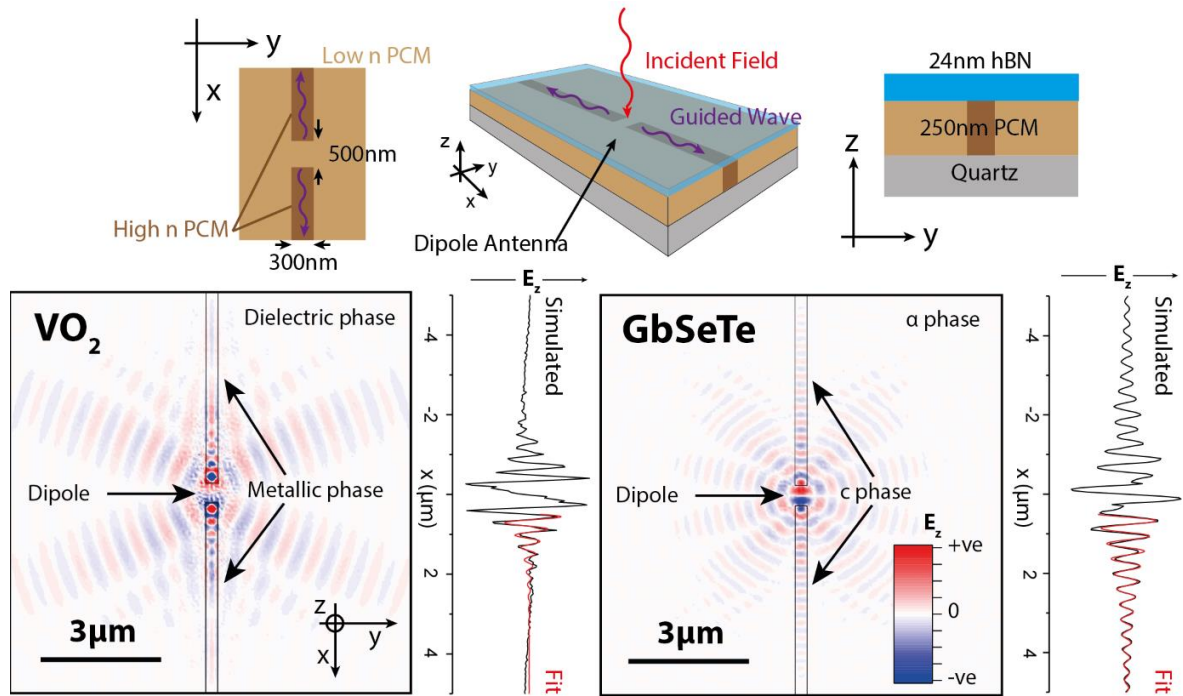 y
x
Low n PCM
500nm
High n PCM
300nm
Incident Field
Guided Wave
z
y
x
Dipole Antenna
24nm hBN
250nm PCM
Quartz
z
y
VO2
Dielectric phase
Dipole
Metallic phase
3μm
z
y
x
Ez
Simulated
-4
-2
x (μm)
2
4
Fit
GbSeTe
α phase
Dipole
c phase
Ez
+ve
0
-ve
3μm
Ez
Simulated
-4
-2
x (μm)
2
4
Fit